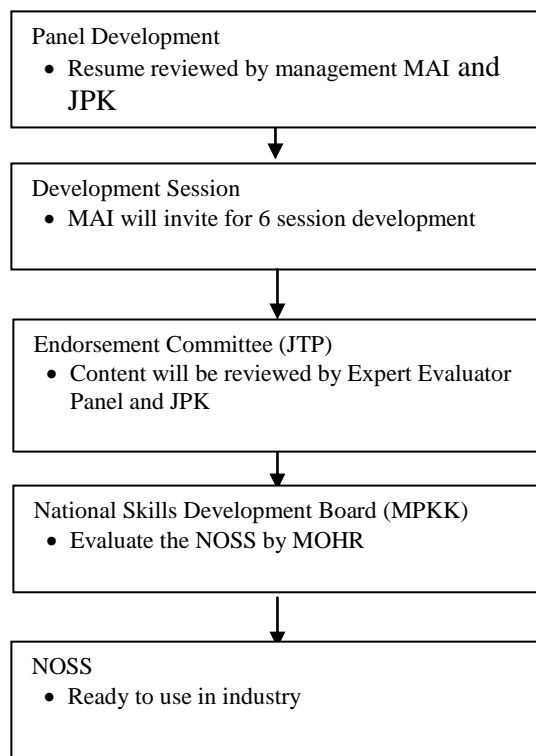 Panel Development
• Resume reviewed by management MAI and
JPK
Development Session
• MAI will invite for 6 session development
Endorsement Committee (JTP)
• Content will be reviewed by Expert Evaluator
Panel and JPK
National Skills Development Board (MPKK)
• Evaluate the NOSS by MOHR
NOSS
• Ready to use in industry